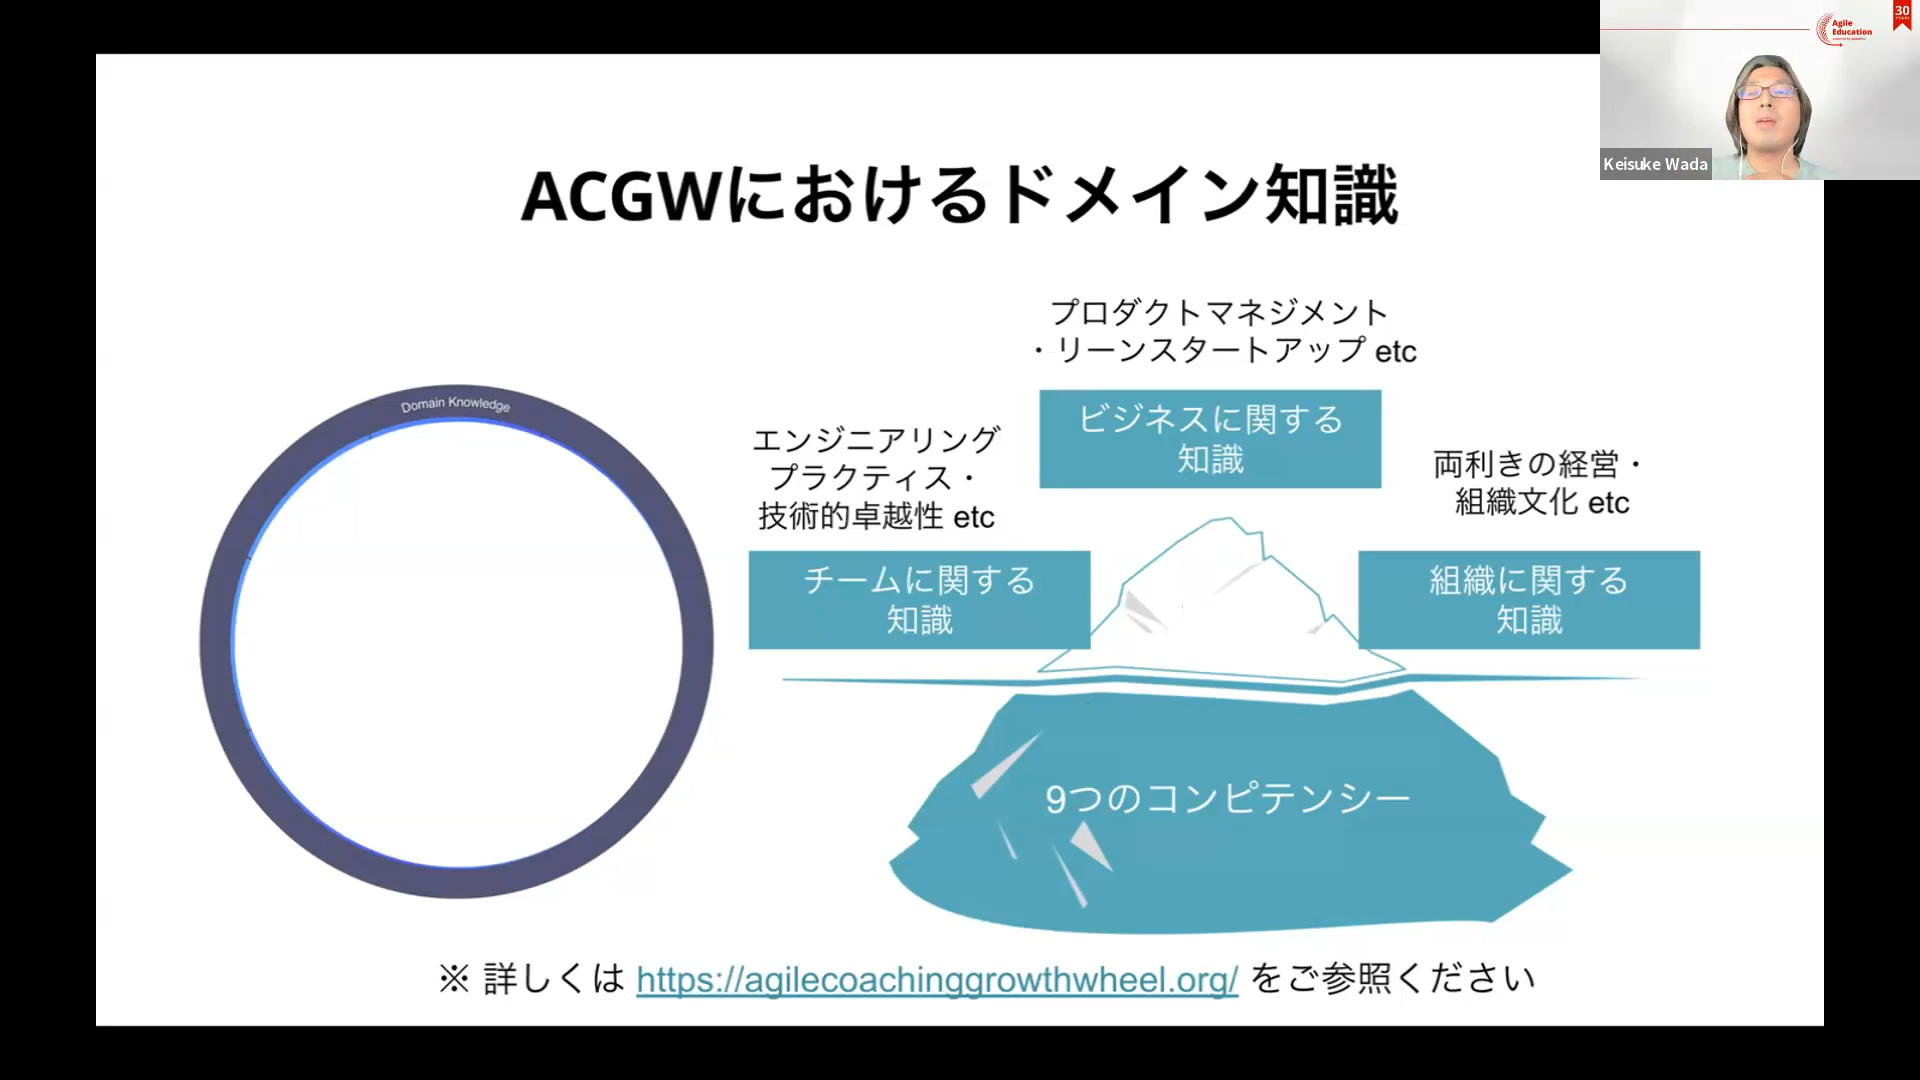 30
YEARS
Agile
Education
Keisuke Wada
ACGWにおけるドメイン知識
プロダクトマネジメント
・リーンスタートアップ etc
ビジネスに関する
知識
エンジニアリング
プラクティス・
技術的卓越性 etc
チームに関する
知識
両利きの経営・
組織文化 etc
組織に関する
知識
Domain Knowledge
9つのコンピテンシー
※ 詳しくは https://agilecoachinggrowthwheel.org/ をご参照ください